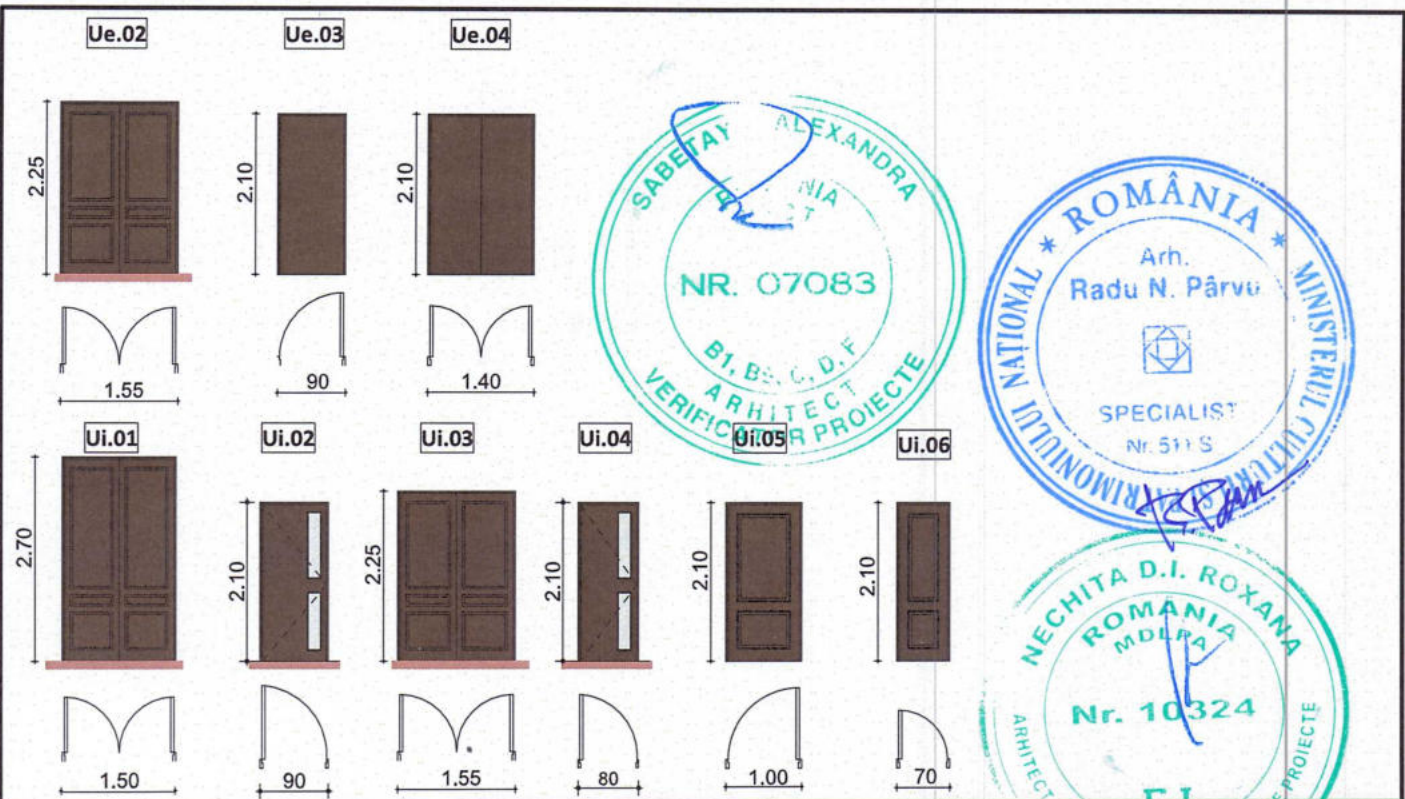 Ue.02 Ue.03 Ue.04
2.25 2.10 2.10
1.55 90 1.40
Ui.01 Ui.02 Ui.03 Ui.04 Ui.05 Ui.06
2.70 2.10 2.25 2.10 2.10 2.10
1.50 90 1.55 80 1.00 70
SABETAY ALEXANDRA
NR. 07083
ARHITECT
VERIFICATOR PROIECTE
* ROMÂNIA *
MINISTERUL CULTURII
PATRIMONIULUI NAȚIONAL
Arh.
Radu N. Pârvu
SPECIALIST
NECHITA D.I. ROXANA
ROMANIA
MDLPA
Nr. 10324
ARHITECT
PROIECTE